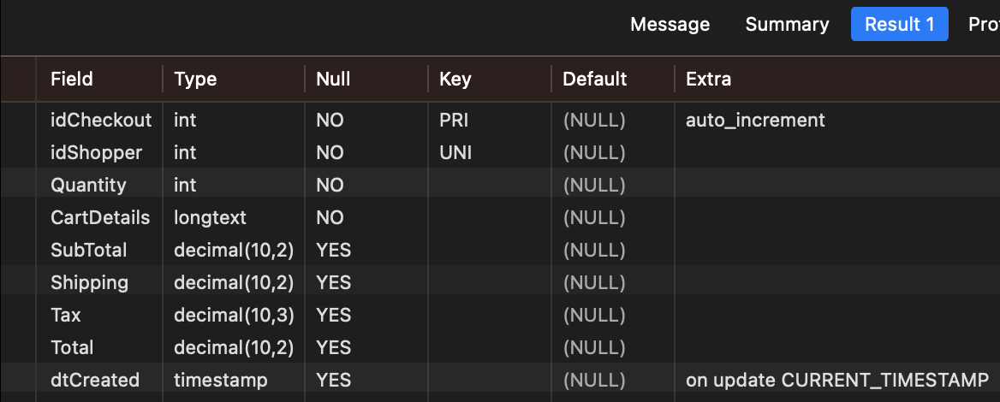 Message Summary Result 1
Field Type Null Key Default Extra
idCheckout int NO PRI (NULL) auto_increment
idShopper int NO UNI (NULL)
Quantity int NO (NULL)
CartDetails longtext NO (NULL)
SubTotal decimal(10,2) YES (NULL)
Shipping decimal(10,2) YES (NULL)
Tax decimal(10,3) YES (NULL)
Total decimal(10,2) YES (NULL)
dtCreated timestamp YES (NULL) on update CURRENT_TIMESTAMP